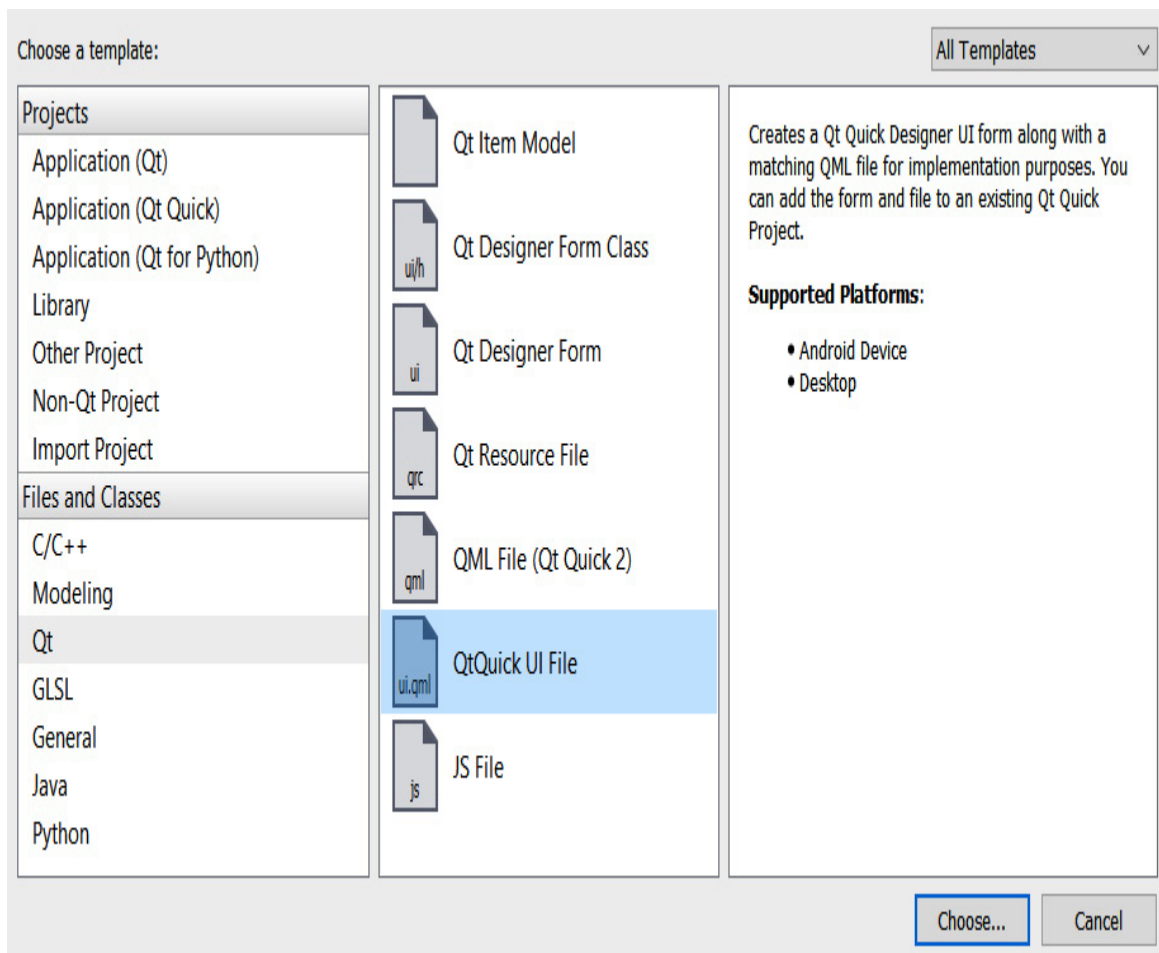 Choose a template:
All Templates
Projects
Application (Qt)
Application (Qt Quick)
Application (Qt for Python)
Library
Other Project
Non-Qt Project
Import Project
Files and Classes
C/C++
Modeling
Qt
GLSL
General
Java
Python
Qt Item Model
ui/h
Qt Designer Form Class
ui
Qt Designer Form
qrc
Qt Resource File
qml
QML File (Qt Quick 2)
ui.qml
QtQuick UI File
js
JS File
Creates a Qt Quick Designer UI form along with a
matching QML file for implementation purposes. You
can add the form and file to an existing Qt Quick
Project.
Supported Platforms:
• Android Device
• Desktop
Choose...
Cancel